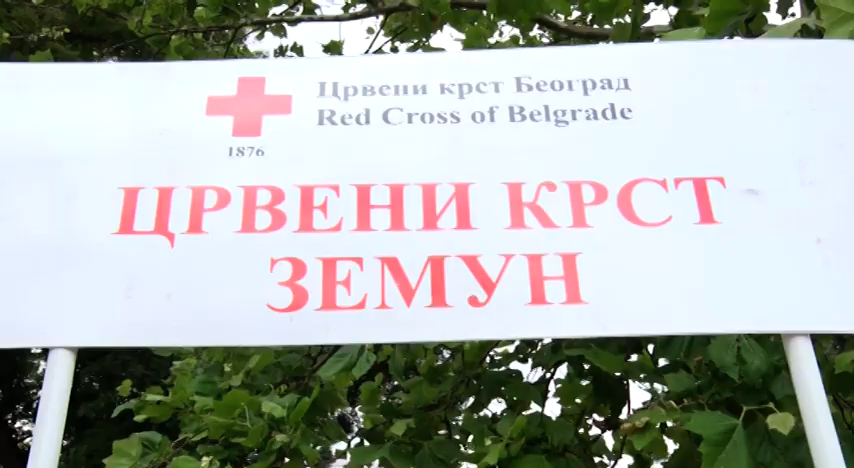 Црвени крст Београд
Red Cross of Belgrade
1876
ЦРВЕНИ КРСТ
ЗЕМУН